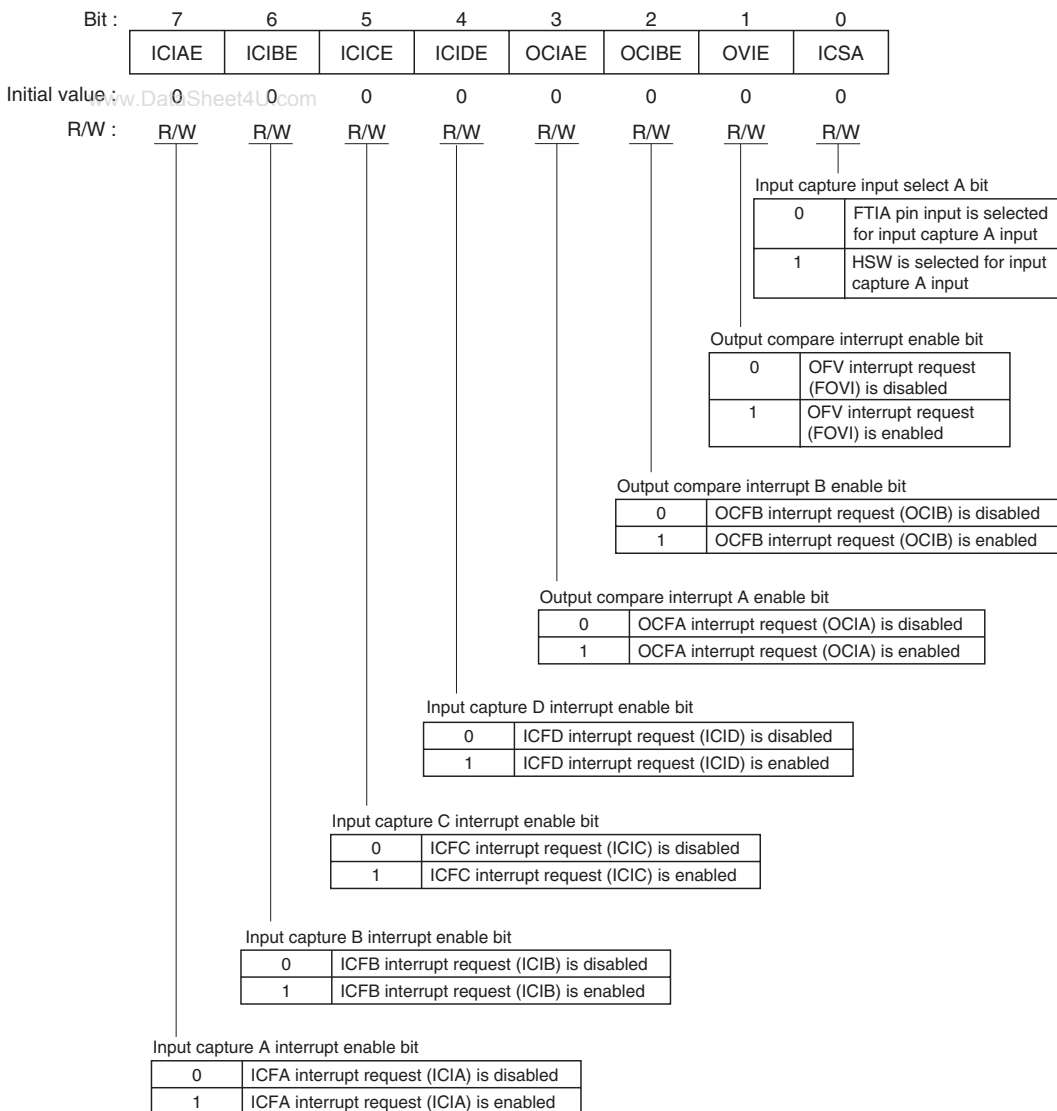 Bit : 7 6 5 4 3 2 1 0
ICIAE ICIBE ICICE ICIDE OCIAE OCIBE OVIE ICSA
Initial value : 0 0 0 0 0 0 0 0
www.DataSheet4U.com
R/W : R/W R/W R/W R/W R/W R/W R/W R/W
Input capture input select A bit
0 FTIA pin input is selected
for input capture A input
1 HSW is selected for input
capture A input
Output compare interrupt enable bit
0 OFV interrupt request
(FOVI) is disabled
1 OFV interrupt request
(FOVI) is enabled
Output compare interrupt B enable bit
0 OCFB interrupt request (OCIB) is disabled
1 OCFB interrupt request (OCIB) is enabled
Output compare interrupt A enable bit
0 OCFA interrupt request (OCIA) is disabled
1 OCFA interrupt request (OCIA) is enabled
Input capture D interrupt enable bit
0 ICFD interrupt request (ICID) is disabled
1 ICFD interrupt request (ICID) is enabled
Input capture C interrupt enable bit
0 ICFC interrupt request (ICIC) is disabled
1 ICFC interrupt request (ICIC) is enabled
Input capture B interrupt enable bit
0 ICFB interrupt request (ICIB) is disabled
1 ICFB interrupt request (ICIB) is enabled
Input capture A interrupt enable bit
0 ICFA interrupt request (ICIA) is disabled
1 ICFA interrupt request (ICIA) is enabled